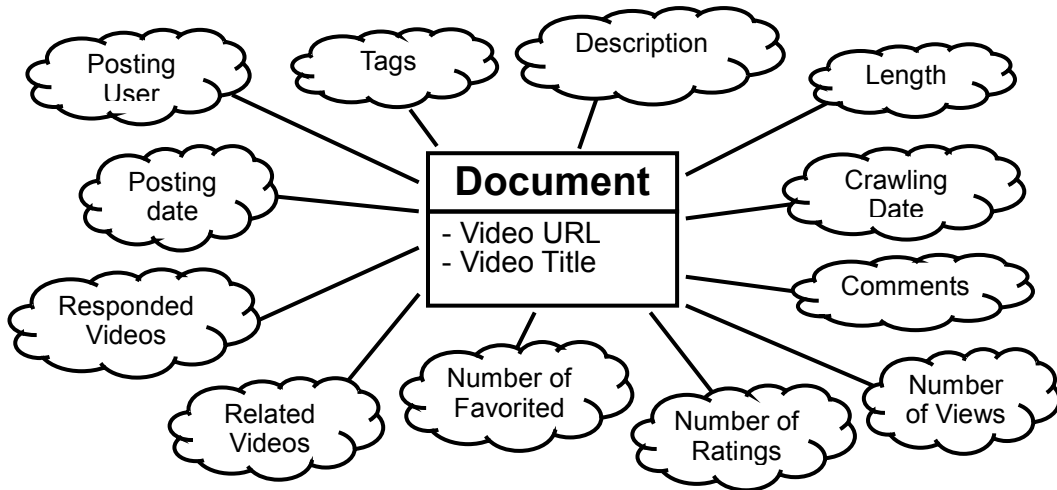 Posting
User
Tags
Description
Length
Posting
date
Document
- Video URL
- Video Title
Crawling
Date
Responded
Videos
Comments
Related
Videos
Number of
Favorited
Number of
Ratings
Number
of Views